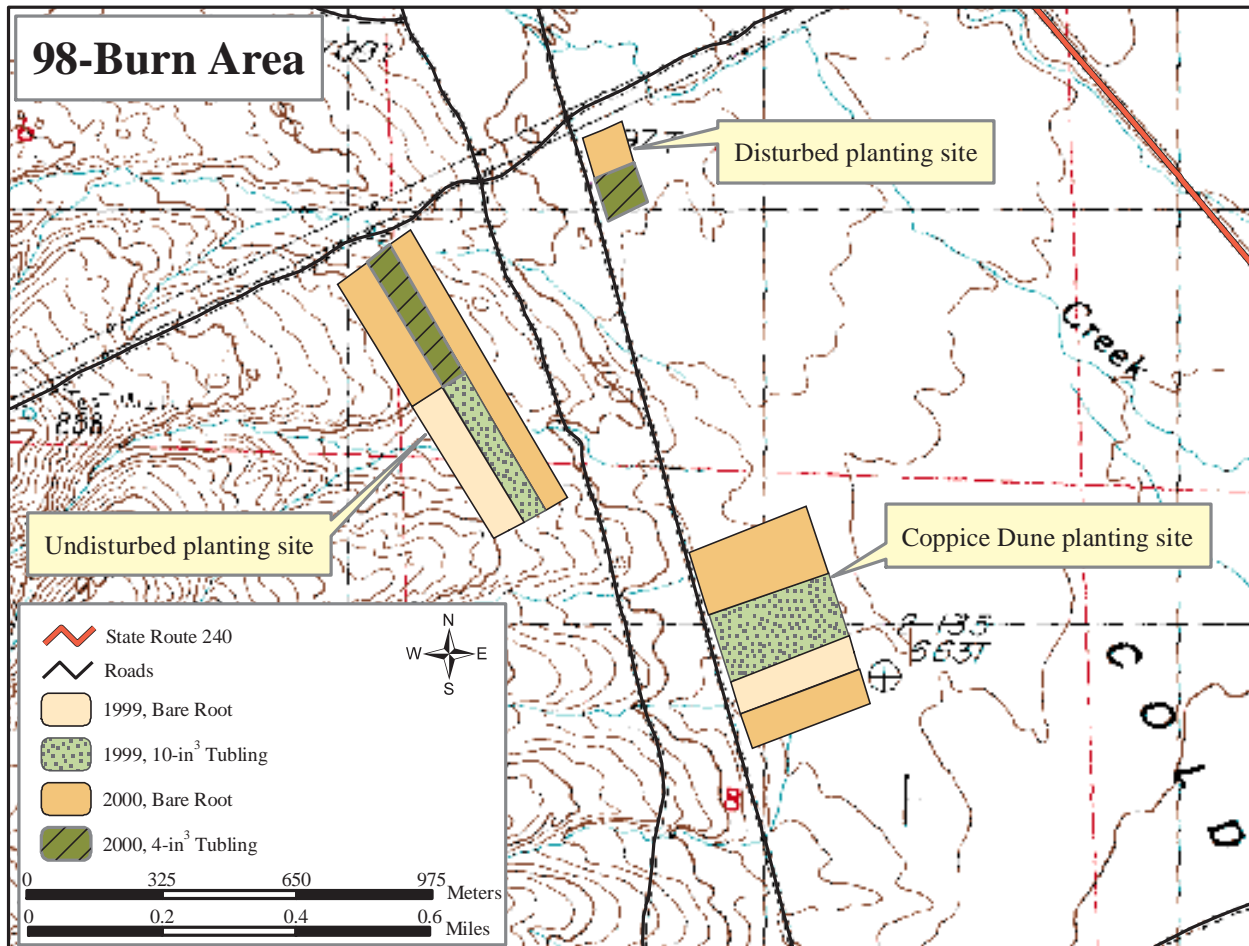 98-Burn Area
Disturbed planting site
Creek
Undisturbed planting site
Coppice Dune planting site
C O L D
State Route 240
Roads
1999, Bare Root
1999, 10-in³ Tubling
2000, Bare Root
2000, 4-in³ Tubling
N
W E
S
0 325 650 975 Meters
0 0.2 0.4 0.6 Miles
8